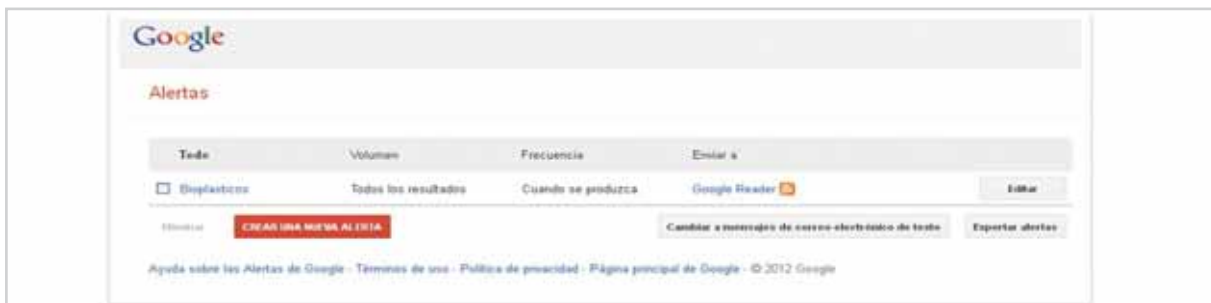 Google
Alertas
Todo Volumen Frecuencia Enviar a
Bioplasticos Todos los resultados Cuando se produzca Google Reader Editar
Eliminar CREAR UNA NUEVA ALERTA Cambiar a mensajes de correo electrónico de texto Exportar alertas
Ayuda sobre las Alertas de Google - Términos de uso - Política de privacidad - Página principal de Google - © 2012 Google